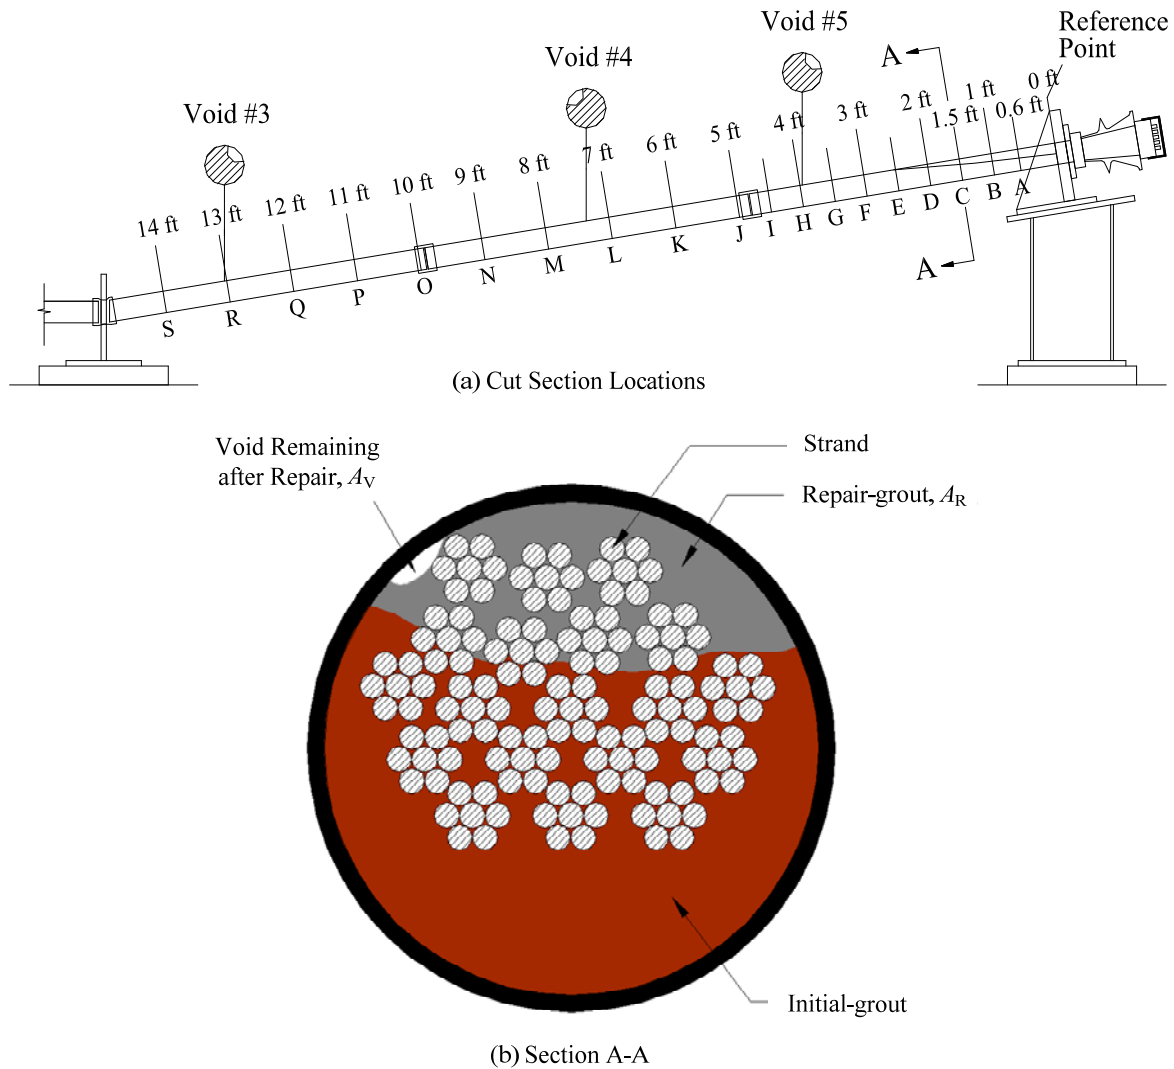 Reference
Point
Void #5
Void #4
Void #3
A
0 ft
1 ft
0.6 ft
2 ft
1.5 ft
3 ft
4 ft
5 ft
6 ft
7 ft
8 ft
9 ft
10 ft
11 ft
12 ft
13 ft
14 ft
A
B
C
D
E
F
G
H
I
J
K
L
M
N
O
P
Q
R
S
A
(a) Cut Section Locations
Void Remaining
after Repair, AV
Strand
Repair-grout, AR
Initial-grout
(b) Section A-A